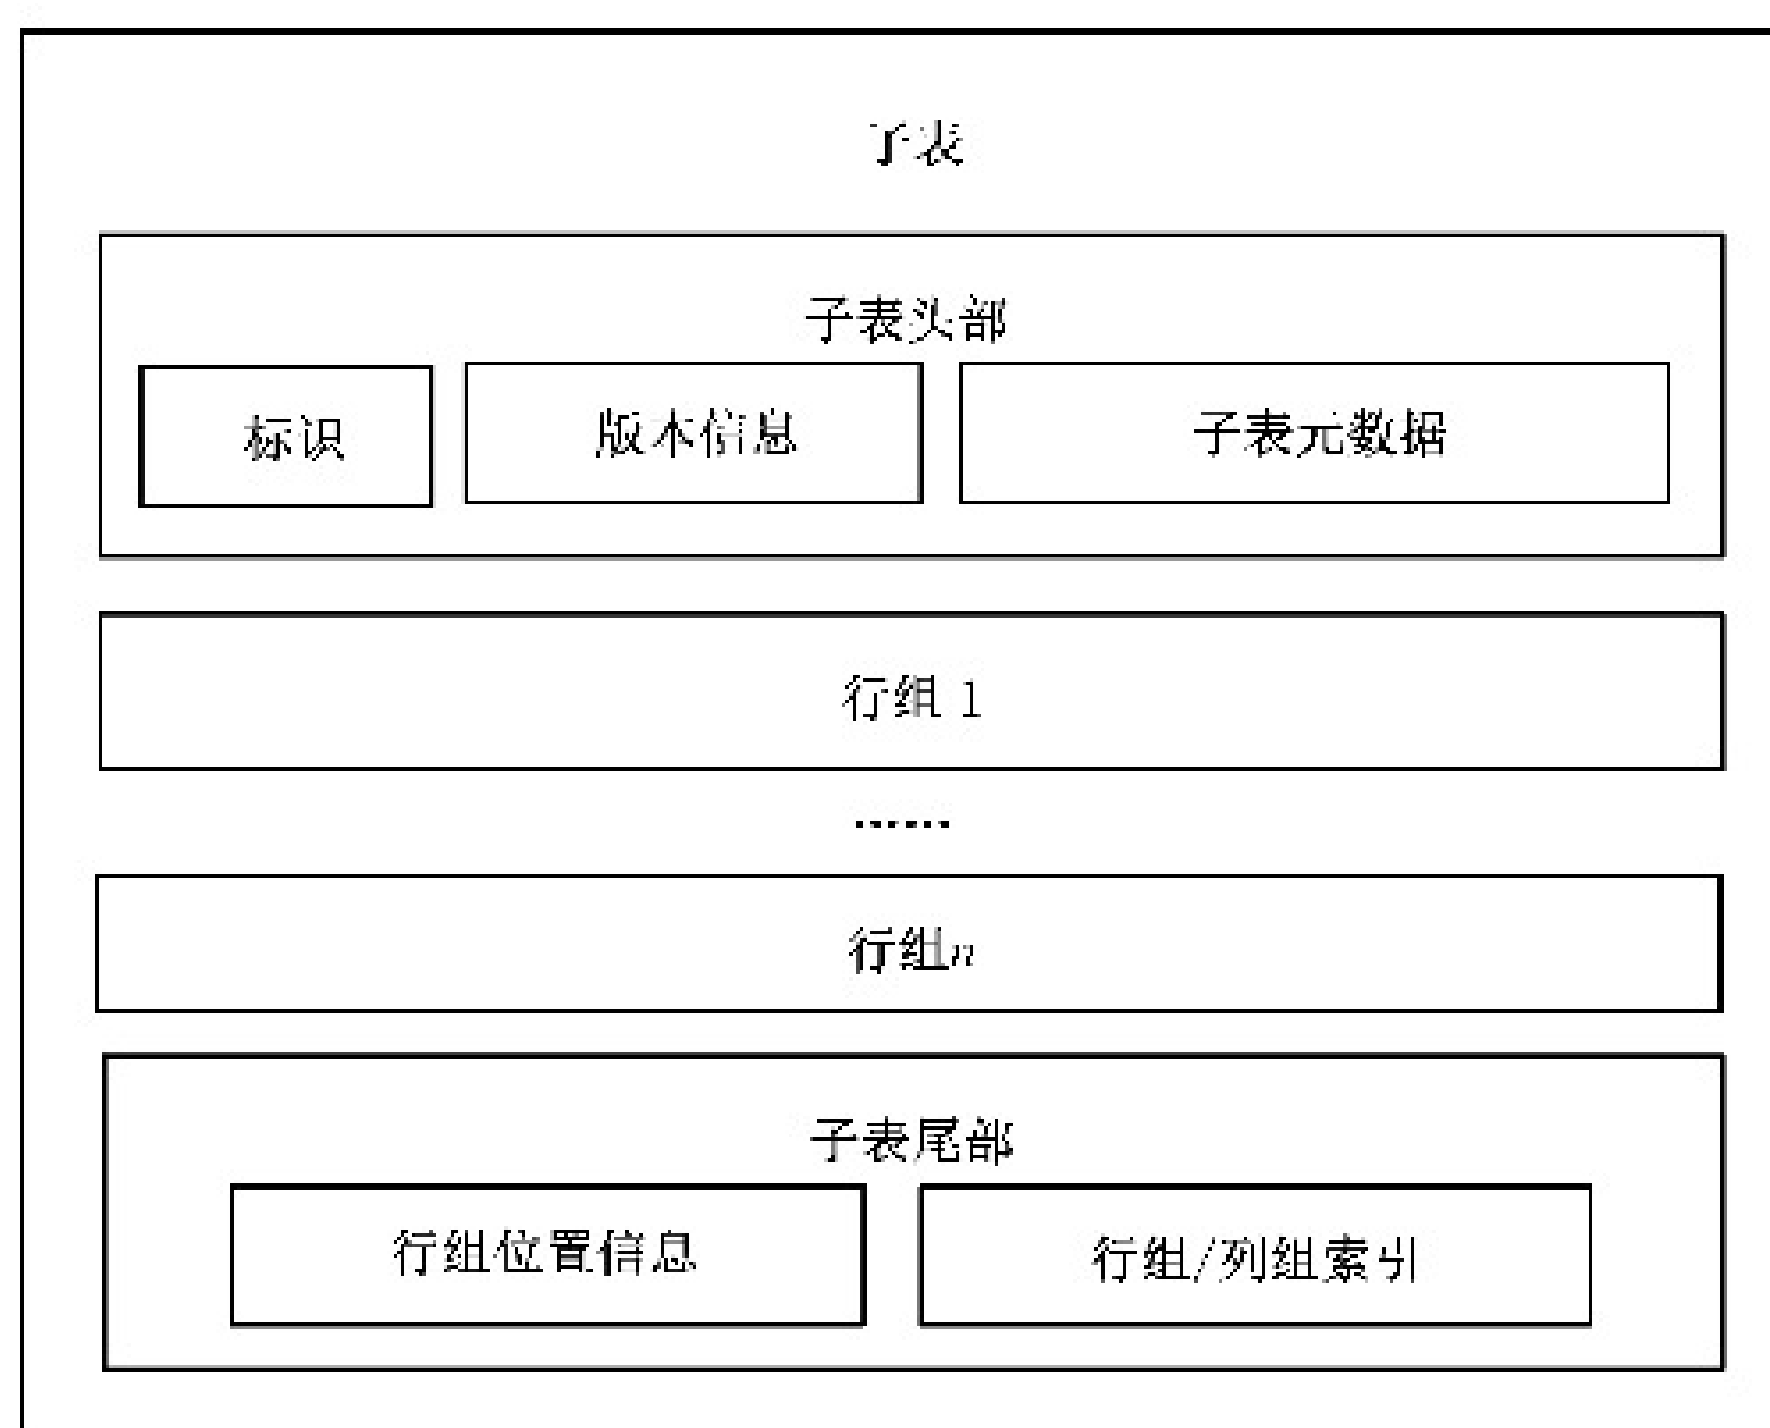 子表
子表头部
标识
版本信息
子表元数据
行组 1
……
行组n
子表尾部
行组位置信息
行组/列组索引